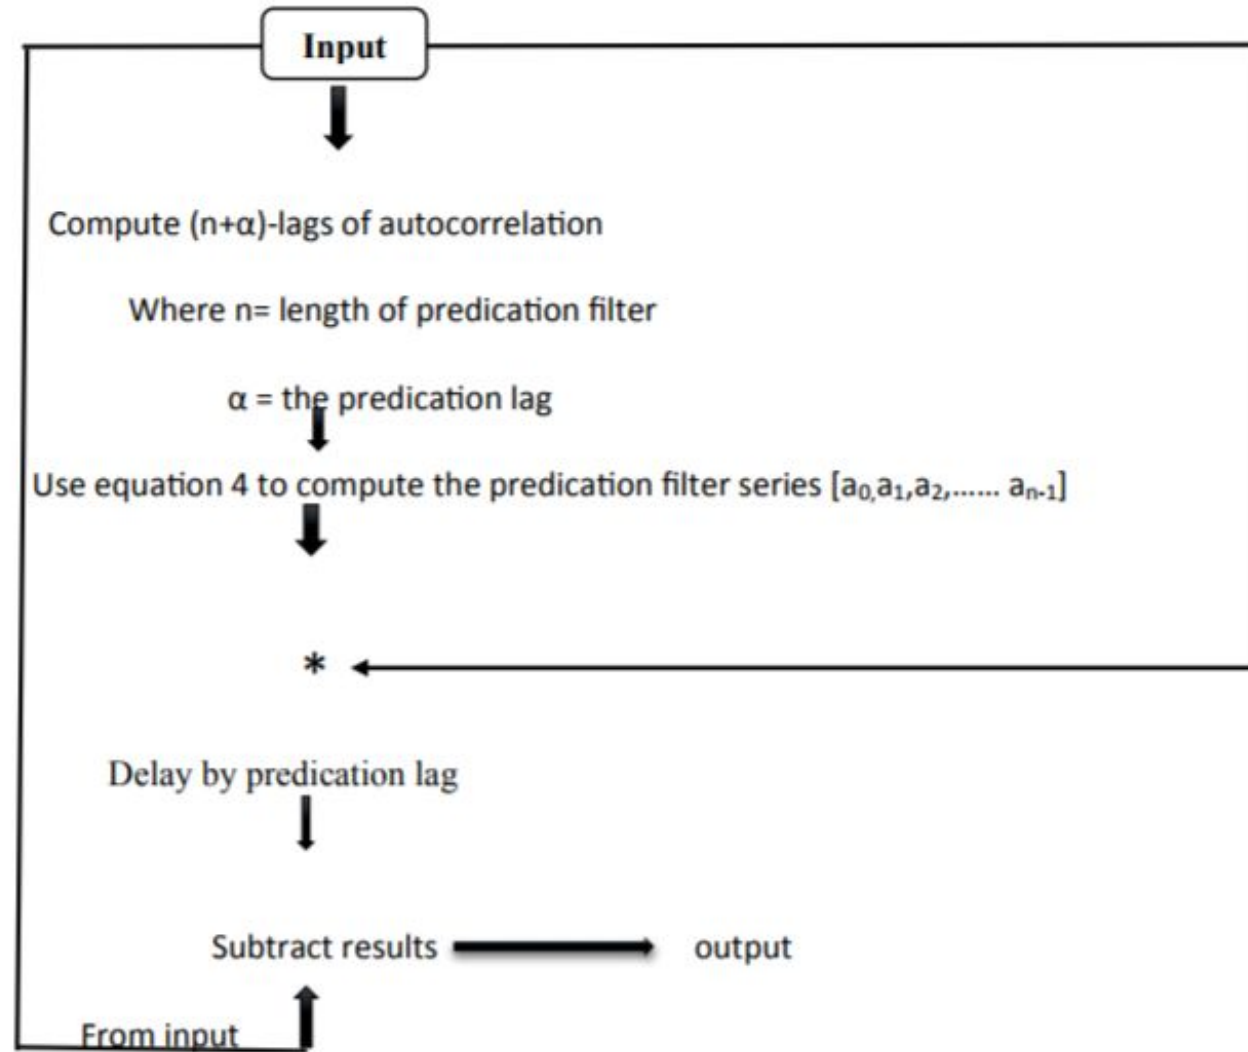 Input
Compute (n+α)-lags of autocorrelation
Where n= length of predication filter
α = the predication lag
Use equation 4 to compute the predication filter series [a₀,a₁,a₂,...... aₙ₋₁]
*
Delay by predication lag
Subtract results output
From input